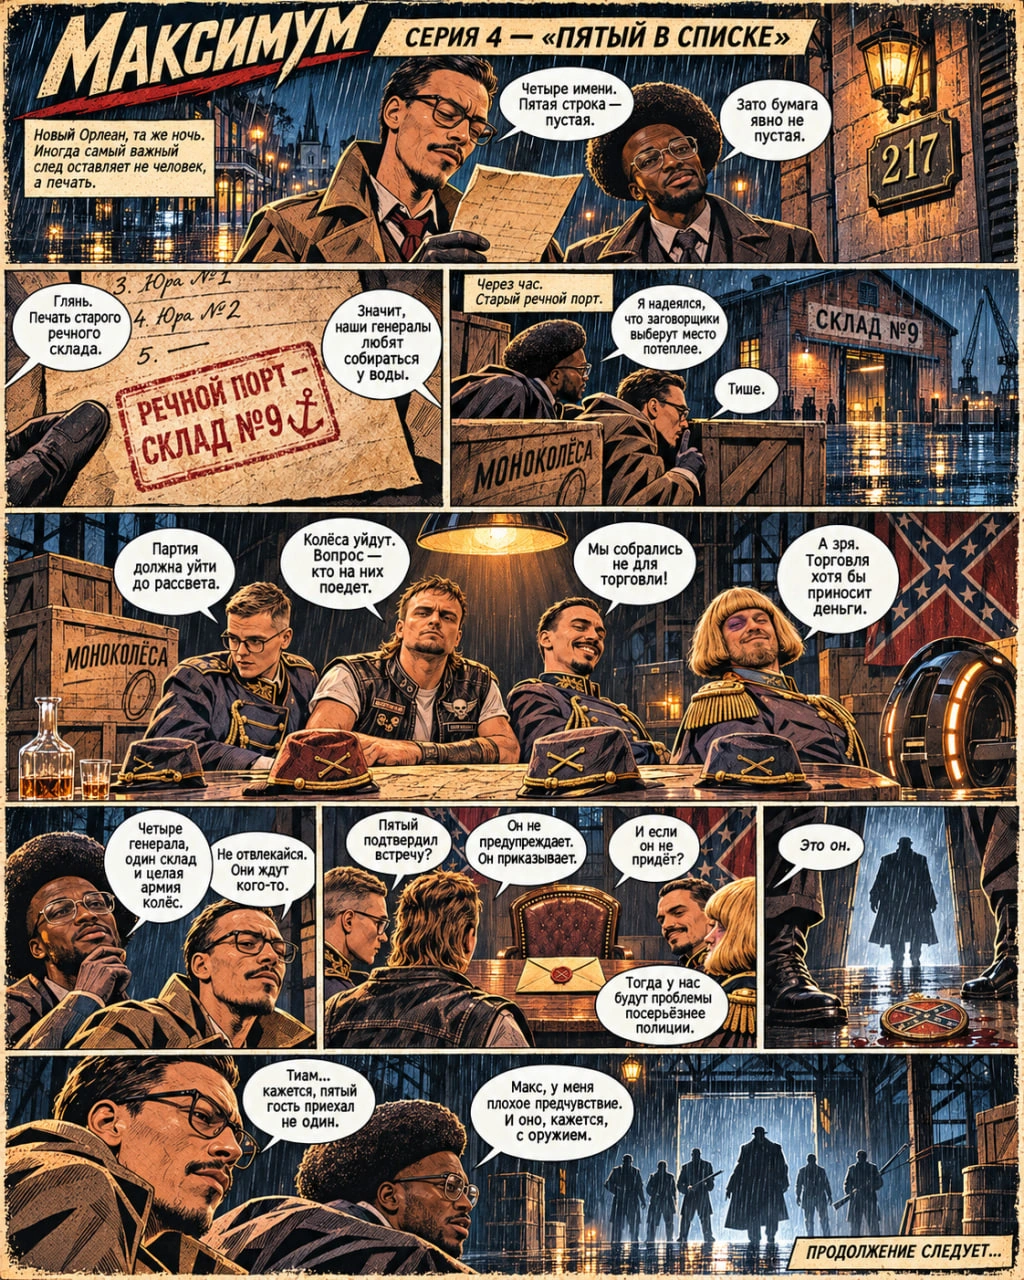 МАКСИМУМ
СЕРИЯ 4 — «ПЯТЫЙ В СПИСКЕ»
Новый Орлеан, та же ночь.
Иногда самый важный
след оставляет не человек,
а печать.
Четыре имени.
Пятая строка —
пустая.
Зато бумага
явно не
пустая.
217
Глянь.
Печать старого
речного
склада.
3. Юра №1
4. Юра №2
5. —
РЕЧНОЙ ПОРТ —
СКЛАД №9
Значит,
наши генералы
любят
собираться
у воды.
Через час.
Старый речной порт.
Я надеялся,
что заговорщики
выберут место
потеплее.
Тише.
СКЛАД №9
МОНОКОЛЁСА
Партия
должна уйти
до рассвета.
Колёса уйдут.
Вопрос —
кто на них
поедет.
Мы собрались
не для
торговли!
А зря.
Торговля
хотя бы
приносит
деньги.
МОНОКОЛЁСА
Четыре
генерала,
один склад
и целая
армия
колёс.
Не отвлекайся.
Они ждут
кого-то.
Пятый
подтвердил
встречу?
Он не
предупреждает.
Он приказывает.
И если
он не
придёт?
Тогда у нас
будут проблемы
посерьёзнее
полиции.
Это он.
Тиам...
кажется, пятый
гость приехал
не один.
Макс, у меня
плохое предчувствие.
И оно, кажется,
с оружием.
ПРОДОЛЖЕНИЕ СЛЕДУЕТ...